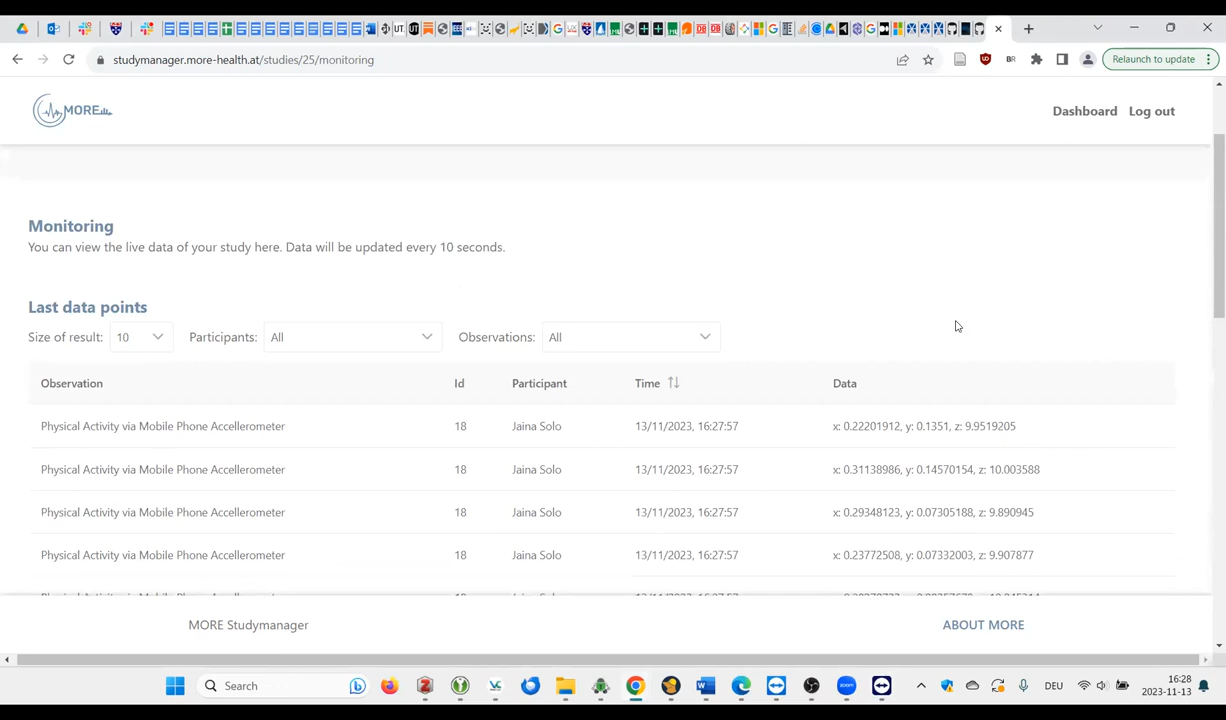 studymanager.more-health.at/studies/25/monitoring
Relaunch to update
MORE
Dashboard Log out
Monitoring
You can view the live data of your study here. Data will be updated every 10 seconds.
Last data points
Size of result: 10 Participants: All Observations: All
Observation Id Participant Time Data
Physical Activity via Mobile Phone Accellerometer 18 Jaina Solo 13/11/2023, 16:27:57 x: 0.22201912, y: 0.1351, z: 9.9519205
Physical Activity via Mobile Phone Accellerometer 18 Jaina Solo 13/11/2023, 16:27:57 x: 0.31138986, y: 0.14570154, z: 10.003588
Physical Activity via Mobile Phone Accellerometer 18 Jaina Solo 13/11/2023, 16:27:57 x: 0.29348123, y: 0.07305188, z: 9.890945
Physical Activity via Mobile Phone Accellerometer 18 Jaina Solo 13/11/2023, 16:27:57 x: 0.23772508, y: 0.07332003, z: 9.907877
MORE Studymanager ABOUT MORE
Search DEU 16:28
2023-11-13